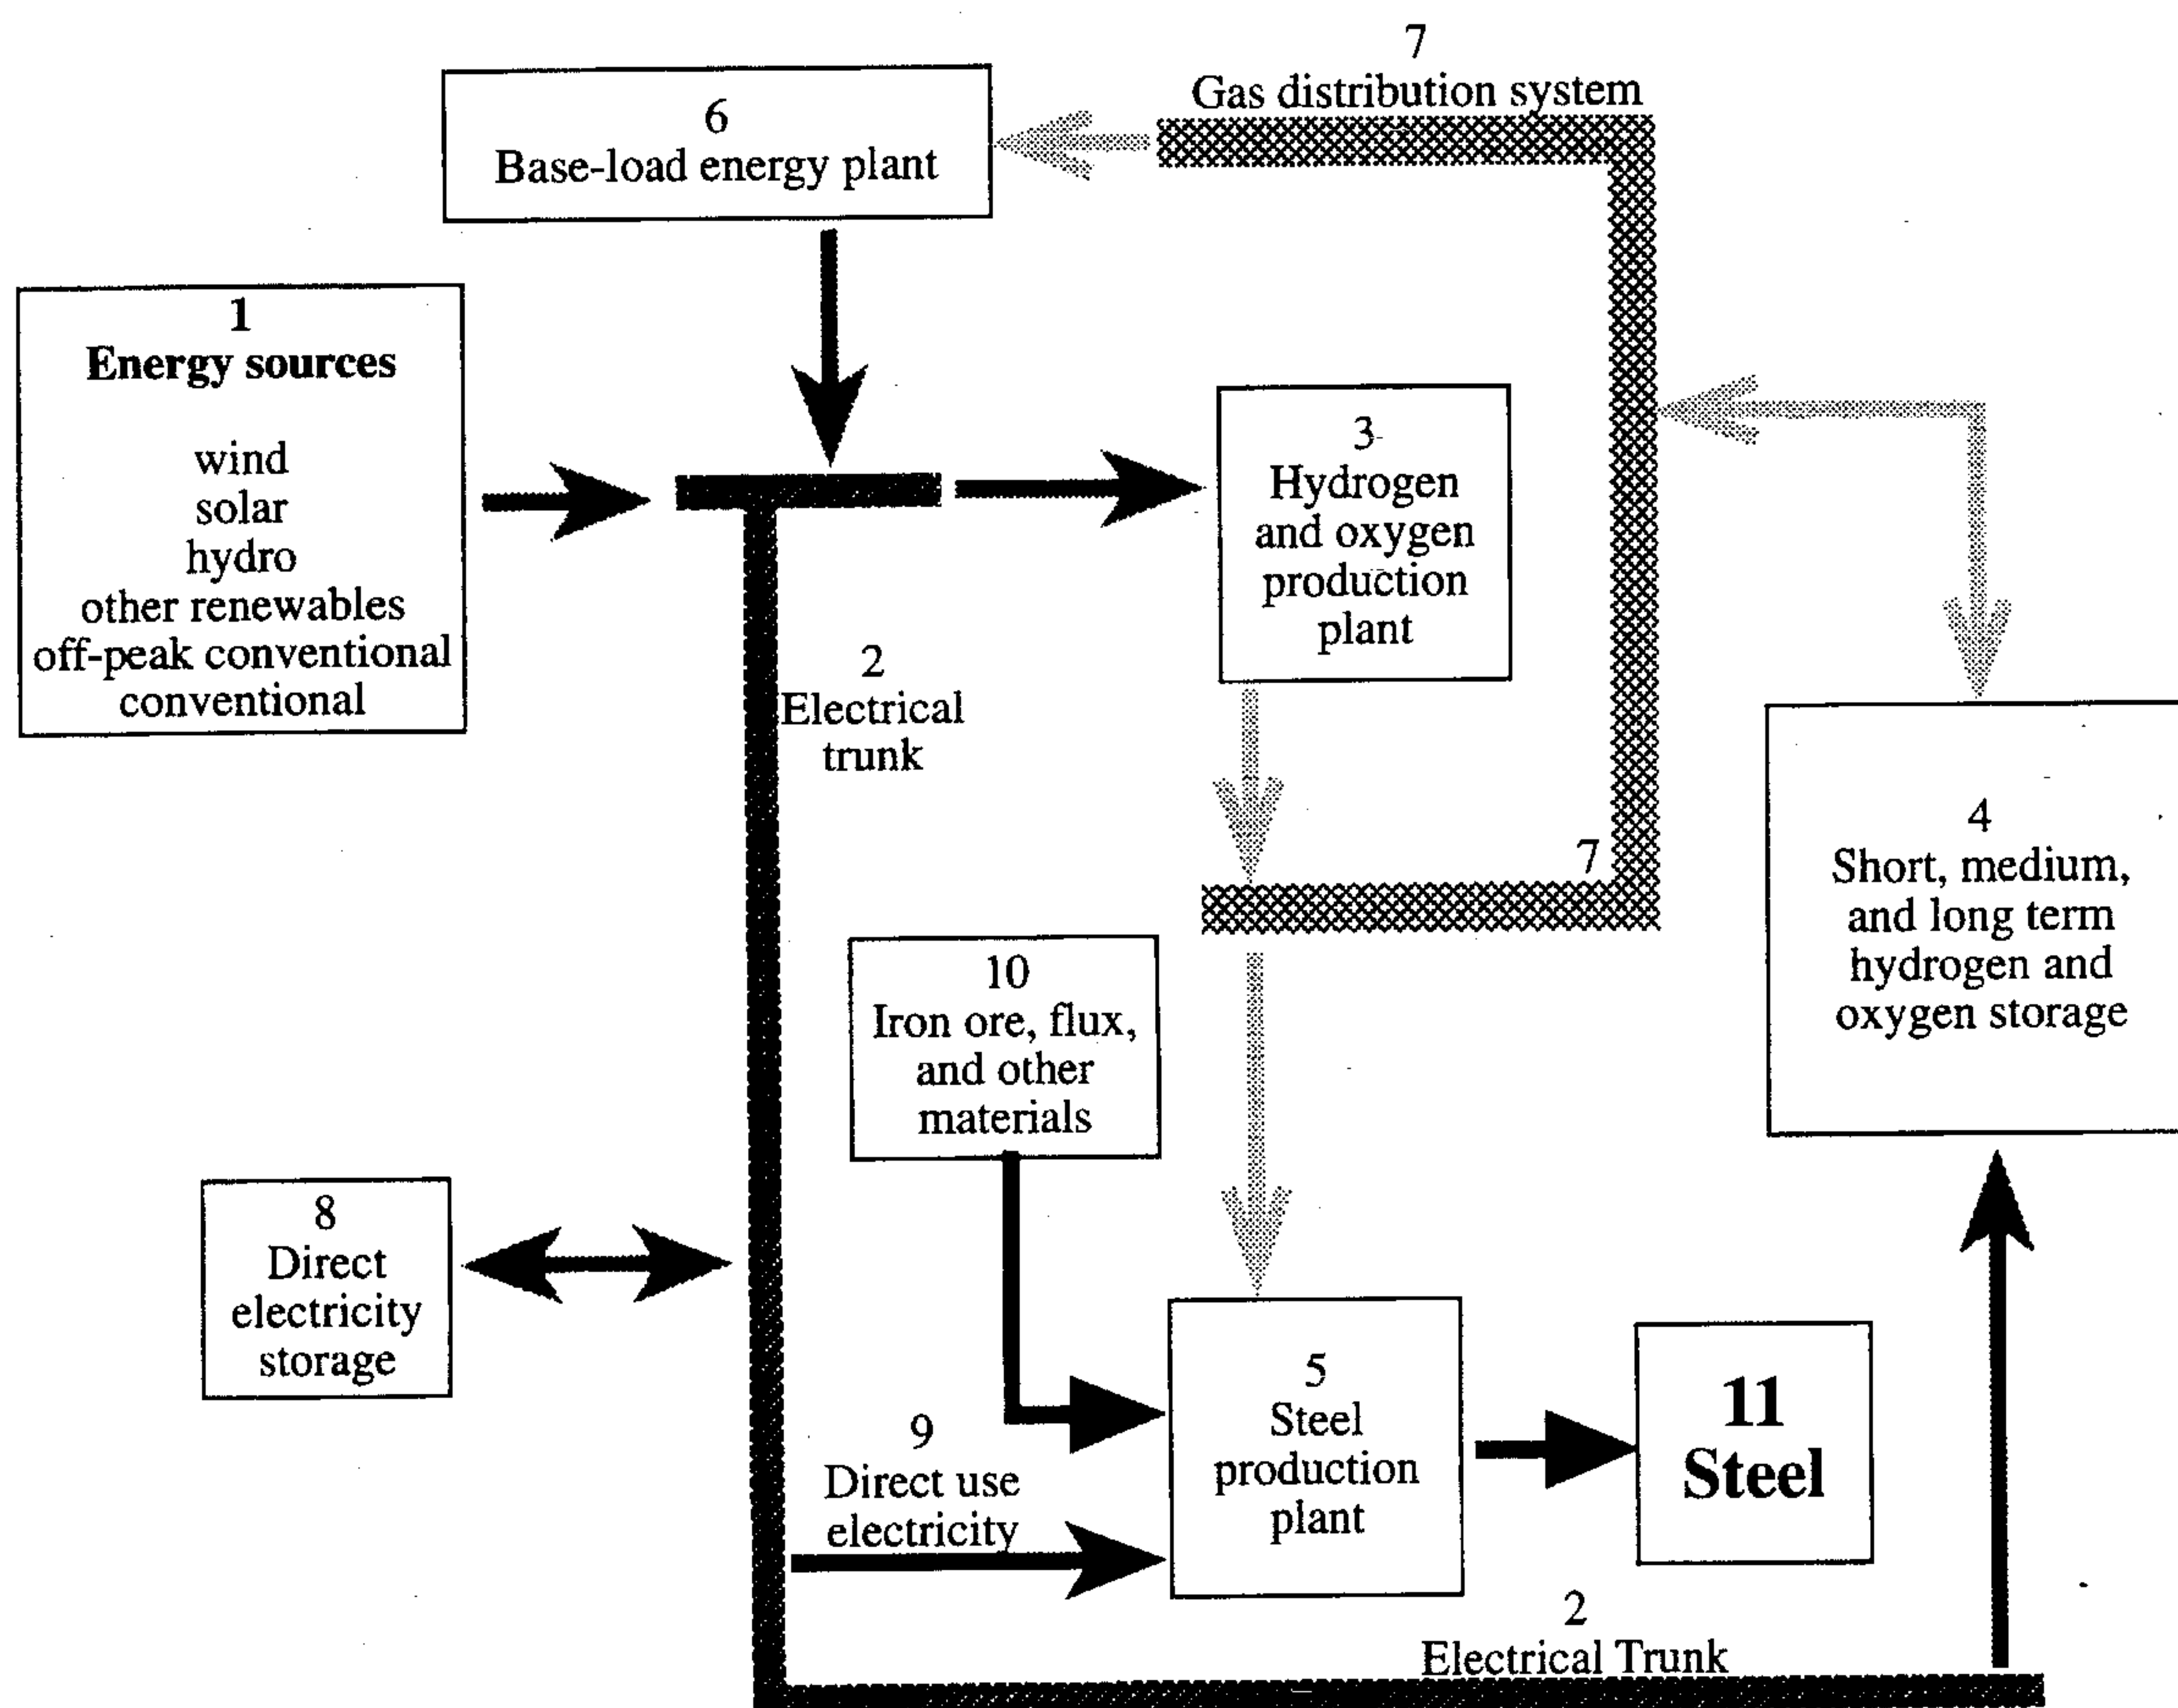 7
Gas distribution system
6
Base-load energy plant
1
Energy sources
wind
solar
hydro
other renewables
off-peak conventional
conventional
3
Hydrogen
and oxygen
production
plant
2
Electrical
trunk
7
4
Short, medium,
and long term
hydrogen and
oxygen storage
10
Iron ore, flux,
and other
materials
8
Direct
electricity
storage
9
Direct use
electricity
5
Steel
production
plant
11
Steel
2
Electrical Trunk